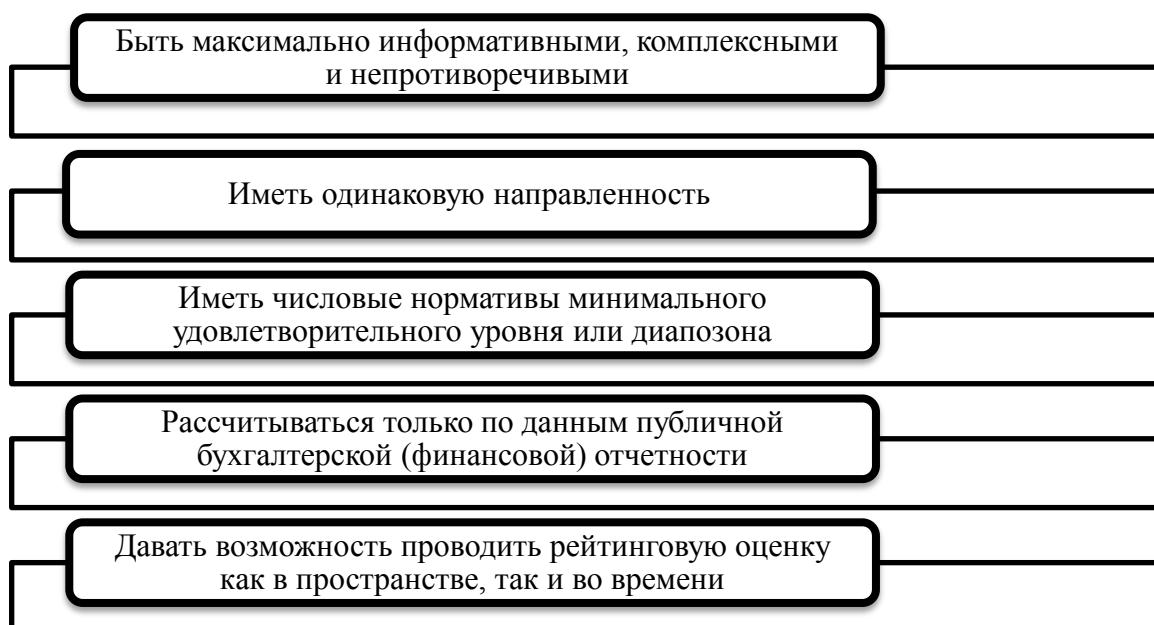 Быть максимально информативными, комплексными
и непротиворечивыми
Иметь одинаковую направленность
Иметь числовые нормативы минимального
удовлетворительного уровня или диапозона
Рассчитываться только по данным публичной
бухгалтерской (финансовой) отчетности
Давать возможность проводить рейтинговую оценку
как в пространстве, так и во времени